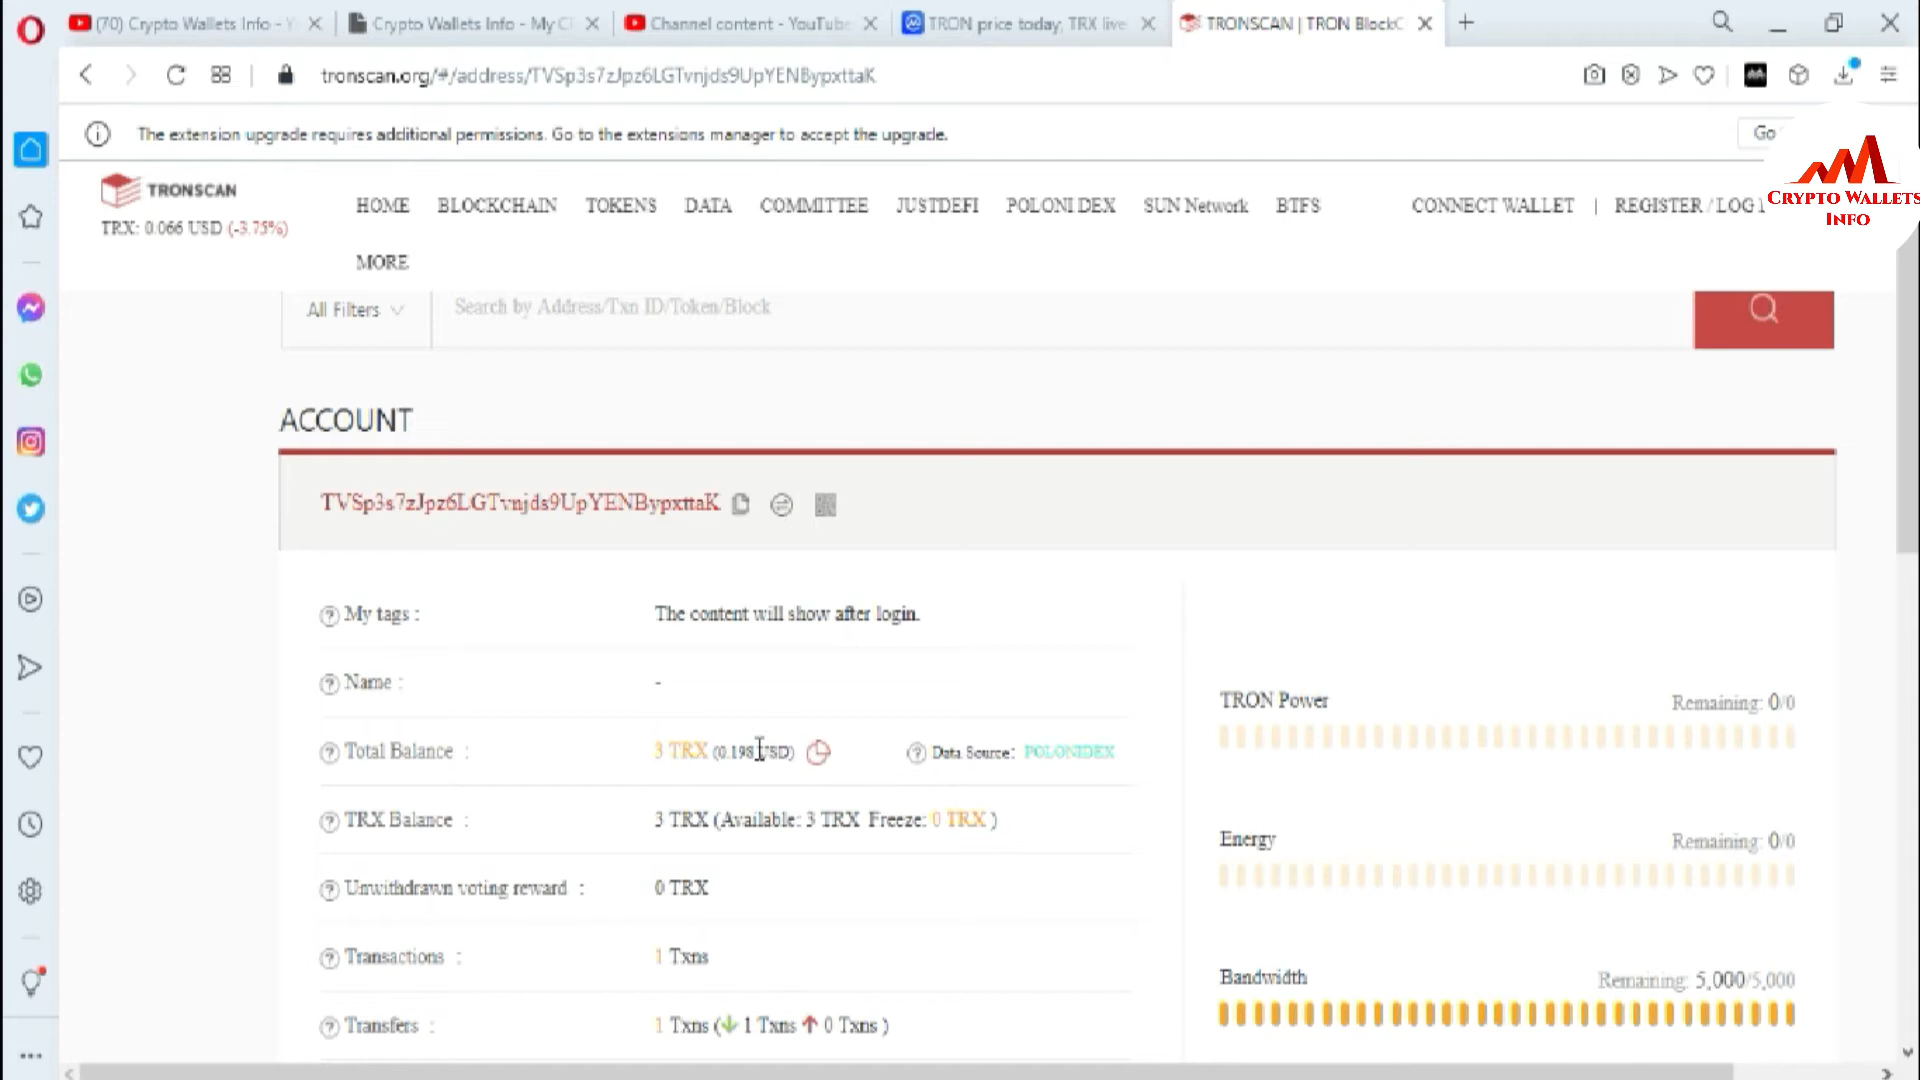 (70) Crypto Wallets Info - Y
Crypto Wallets Info - My C
Channel content - YouTube
TRON price today, TRX live
TRONSCAN | TRON BlockC
tronscan.org/#/address/TVSp3s7zJpz6LGTvnjds9UpYENBypxttaK
The extension upgrade requires additional permissions. Go to the extensions manager to accept the upgrade.
Go
CRYPTO WALLETS
INFO
TRONSCAN
TRX: 0.066 USD (-3.75%)
HOME BLOCKCHAIN TOKENS DATA COMMITTEE JUSTDEFI POLONI DEX SUN Network BTFS
CONNECT WALLET | REGISTER / LOG I
MORE
All Filters
Search by Address/Txn ID/Token/Block
ACCOUNT
TVSp3s7zJpz6LGTvnjds9UpYENBypxttaK
My tags : The content will show after login.
Name : -
TRON Power Remaining: 0/0
Total Balance : 3 TRX (0.198 USD) Data Source: POLONIDEX
TRX Balance : 3 TRX (Available: 3 TRX Freeze: 0 TRX )
Energy Remaining: 0/0
Unwithdrawn voting reward : 0 TRX
Transactions : 1 Txns
Bandwidth Remaining: 5,000/5,000
Transfers : 1 Txns ( 1 Txns 0 Txns )